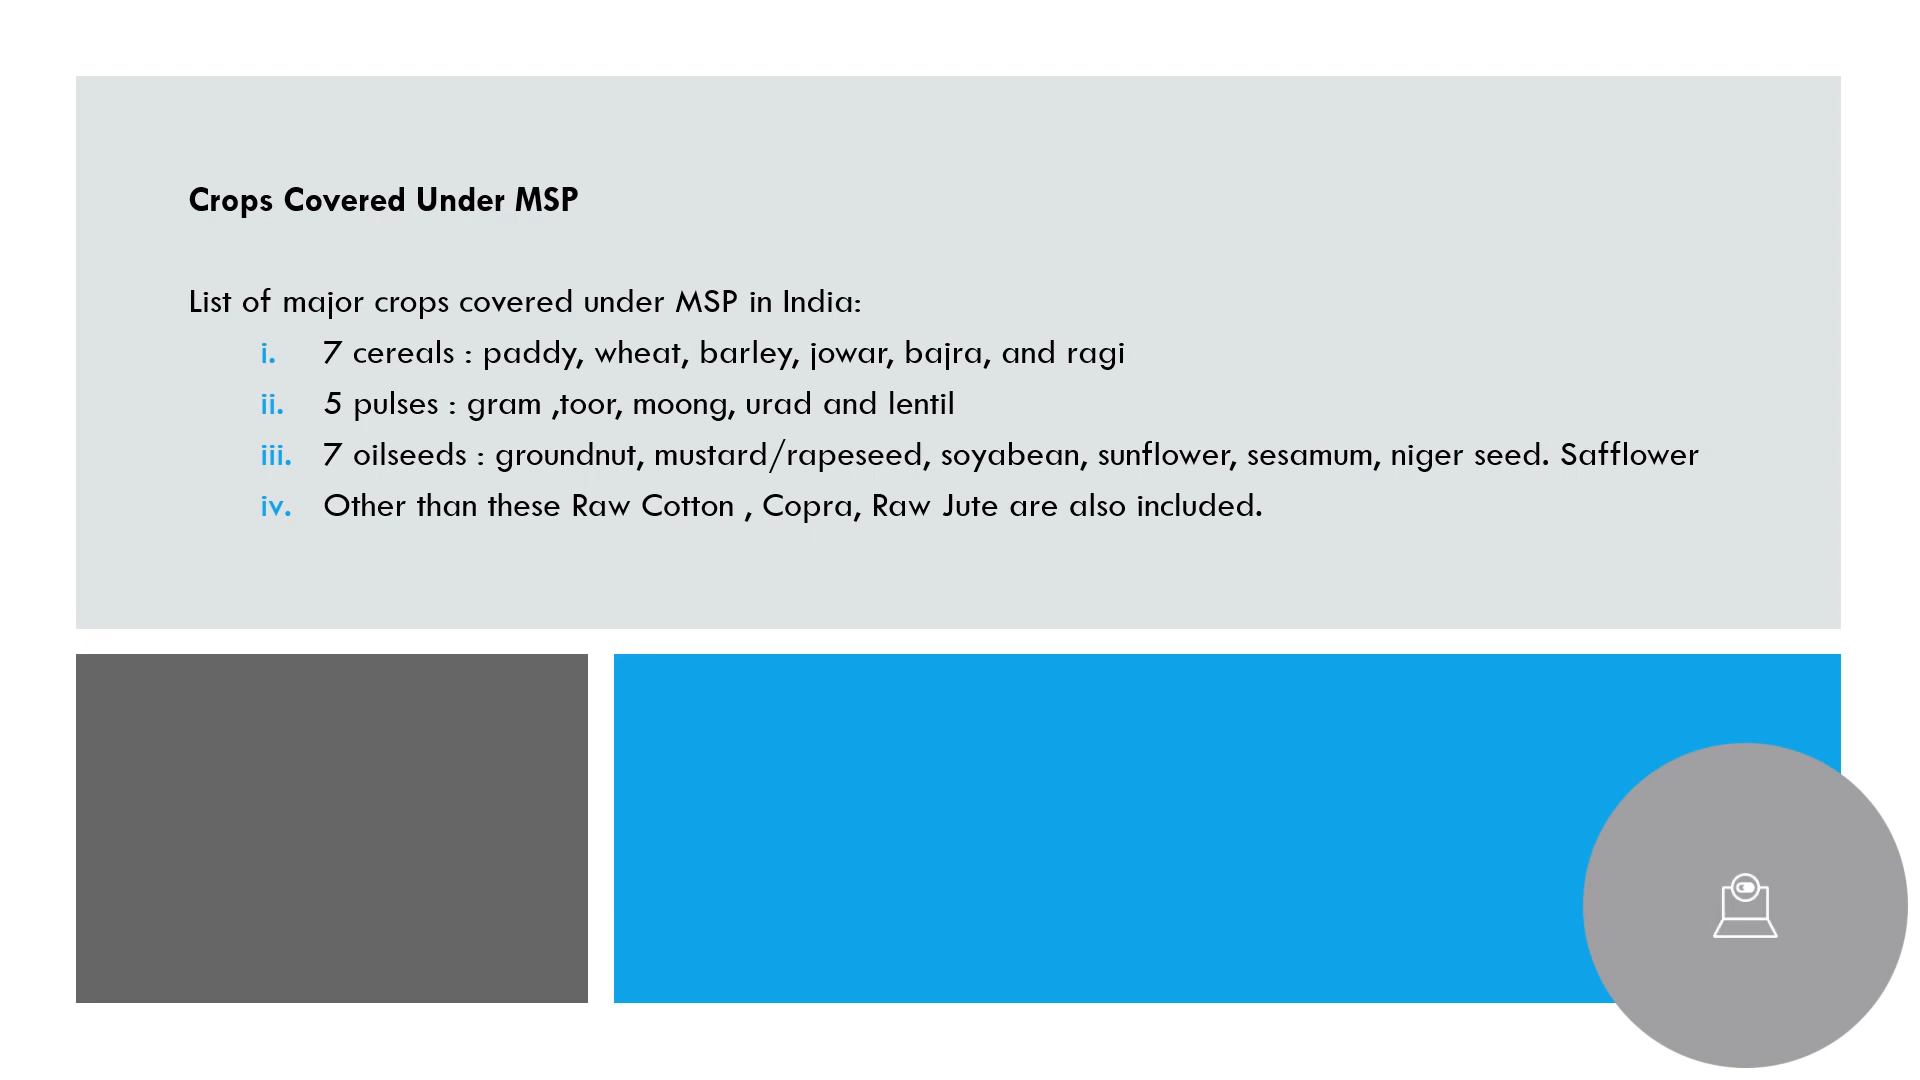 Crops Covered Under MSP
List of major crops covered under MSP in India:
i. 7 cereals : paddy, wheat, barley, jowar, bajra, and ragi
ii. 5 pulses : gram ,toor, moong, urad and lentil
iii. 7 oilseeds : groundnut, mustard/rapeseed, soyabean, sunflower, sesamum, niger seed. Safflower
iv. Other than these Raw Cotton , Copra, Raw Jute are also included.